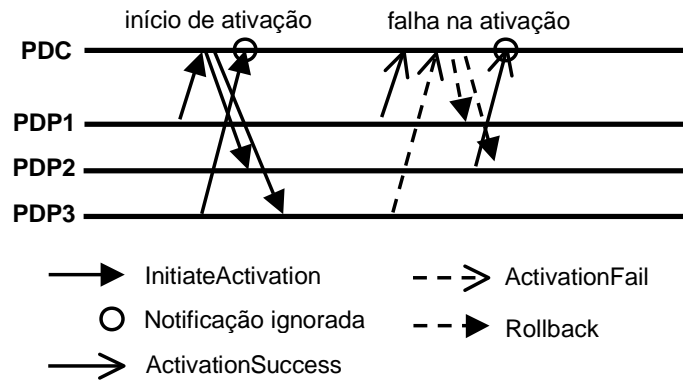 início de ativação falha na ativação
PDC
PDP1
PDP2
PDP3
InitiateActivation ActivationFail
Notificação ignorada Rollback
ActivationSuccess